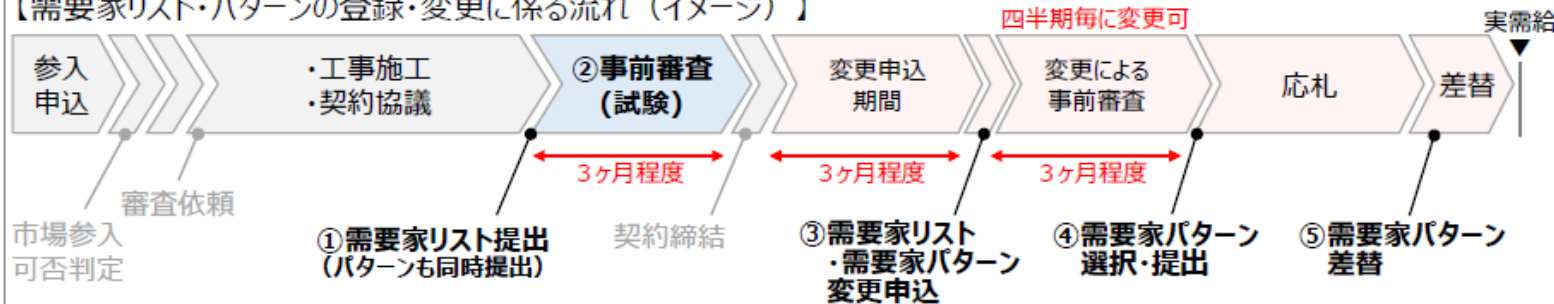 【需要家リスト・パターンの登録・変更に係る流れ（イメージ）】
四半期毎に変更可
実需給
参入
申込
・工事施工
・契約協議
②事前審査
(試験)
変更申込
期間
変更による
事前審査
応札
差替
3ヶ月程度
3ヶ月程度
3ヶ月程度
審査依頼
市場参入
可否判定
①需要家リスト提出
（パターンも同時提出）
契約締結
③需要家リスト
・需要家パターン
変更申込
④需要家パターン
選択・提出
⑤需要家パターン
差替